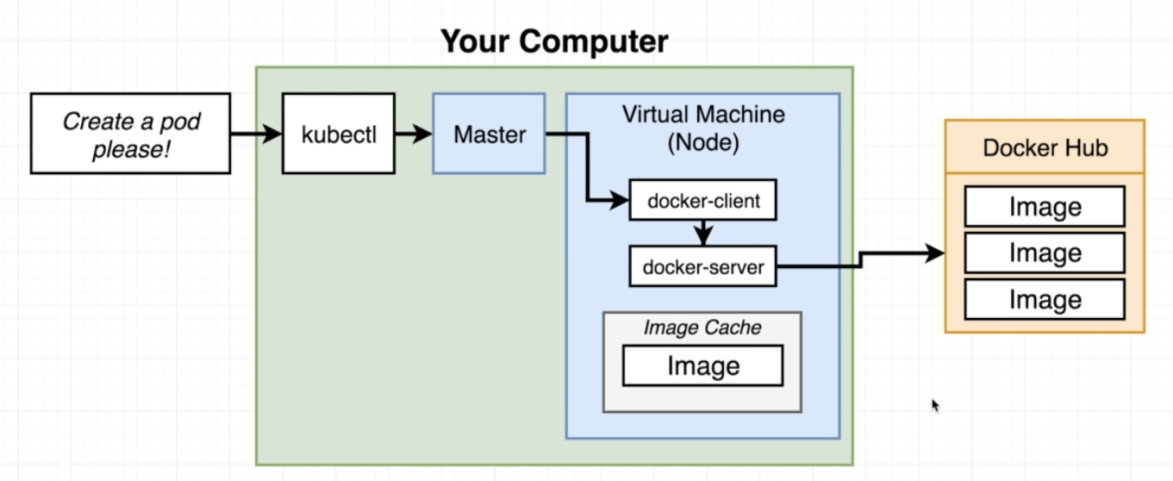 Your Computer
Create a pod
please!
kubectl
Master
Virtual Machine
(Node)
docker-client
docker-server
Image Cache
Image
Docker Hub
Image
Image
Image